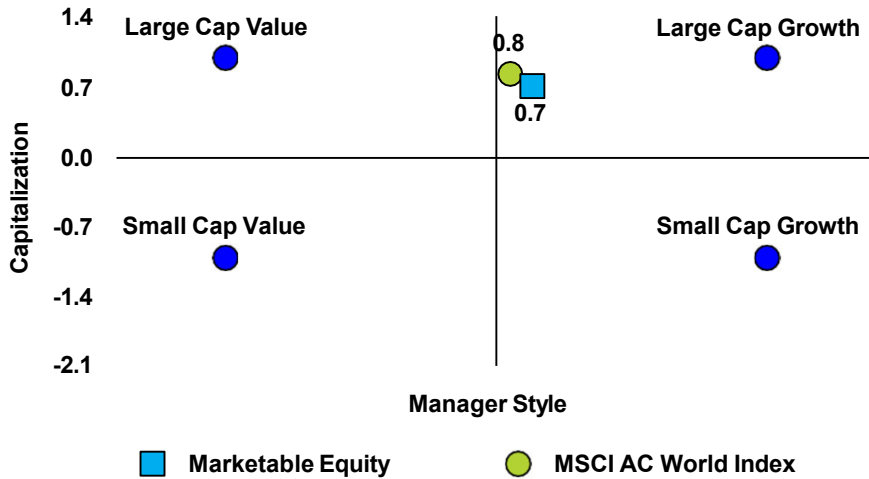 1.4
Large Cap Value
Large Cap Growth
0.8
0.7
0.7
0.0
Capitalization
-0.7
Small Cap Value
Small Cap Growth
-1.4
-2.1
Manager Style
Marketable Equity
MSCI AC World Index